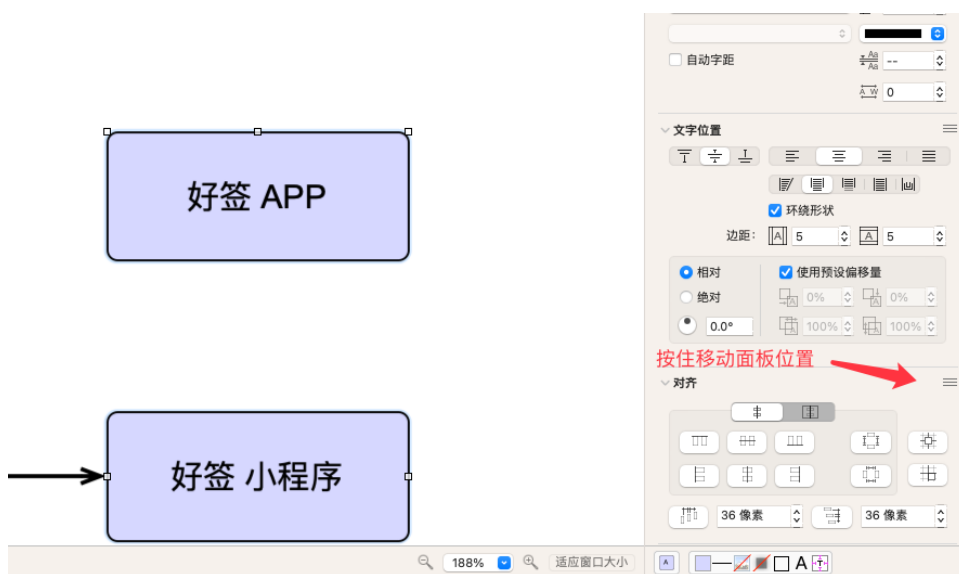 自动字距
Aa
Aa
--
A W
0
文字位置
好签 APP
环绕形状
边距:
A
5
A
5
相对
使用预设偏移量
绝对
A
0%
A
0%
0.0°
A
100%
A
100%
按住移动面板位置
对齐
好签 小程序
36 像素
36 像素
188%
适应窗口大小
A
A
T